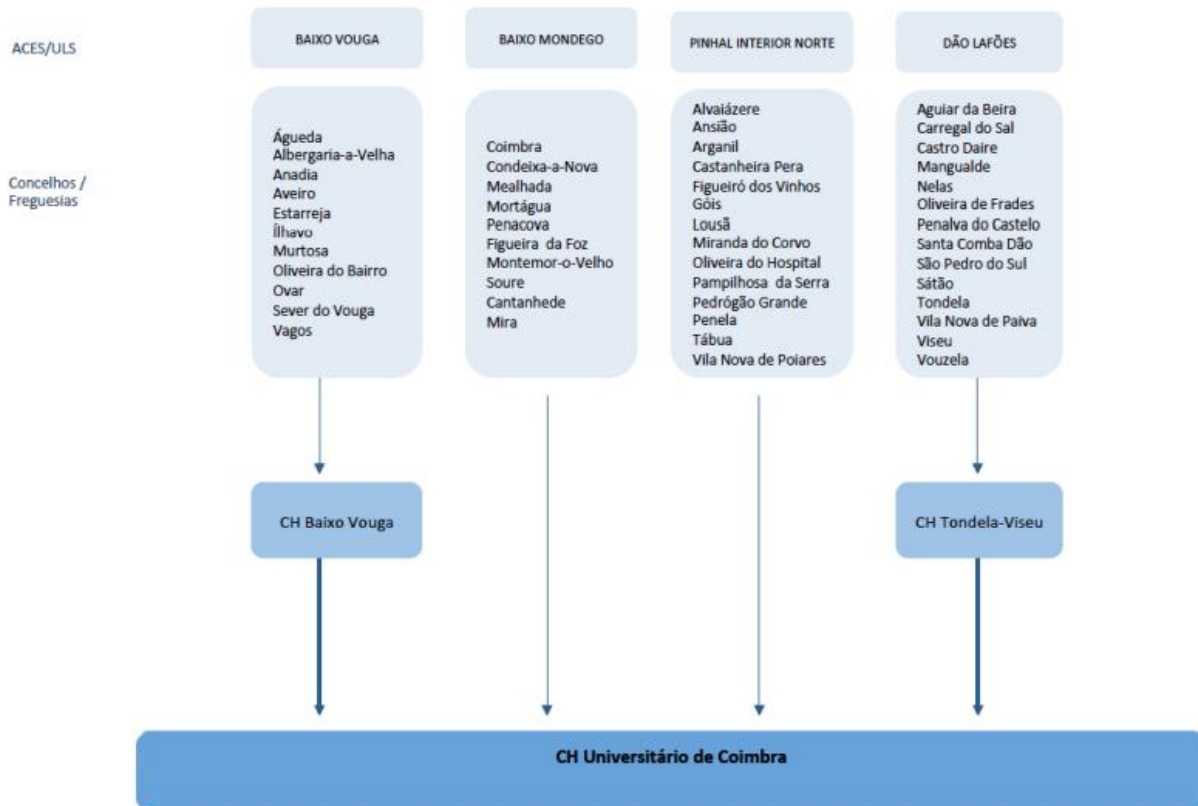 ACES/ULS
BAIXO VOUGA
BAIXO MONDEGO
PINHAL INTERIOR NORTE
DÃO LAFÕES
Concelhos /
Freguesias
Águeda
Albergaria-a-Velha
Anadia
Aveiro
Estarreja
Ílhavo
Murtosa
Oliveira do Bairro
Ovar
Sever do Vouga
Vagos
Coimbra
Condeixa-a-Nova
Mealhada
Mortágua
Penacova
Figueira da Foz
Montemor-o-Velho
Soure
Cantanhede
Mira
Alvaiázere
Ansião
Arganil
Castanheira Pera
Figueiró dos Vinhos
Góis
Lousã
Miranda do Corvo
Oliveira do Hospital
Pampilhosa da Serra
Pedrógão Grande
Penela
Tábua
Vila Nova de Poiares
Aguiar da Beira
Carregal do Sal
Castro Daire
Mangualde
Nelas
Oliveira de Frades
Penalva do Castelo
Santa Comba Dão
São Pedro do Sul
Sátão
Tondela
Vila Nova de Paiva
Viseu
Vouzela
CH Baixo Vouga
CH Tondela-Viseu
CH Universitário de Coimbra